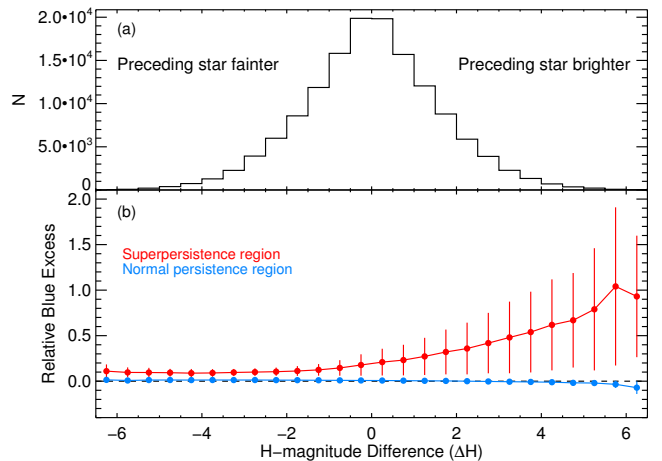 2.0•10⁴
(a)
1.5•10⁴
Preceding star fainter
Preceding star brighter
N
1.0•10⁴
5.0•10³
0
2.0
(b)
1.5
Superpersistence region
Normal persistence region
Relative Blue Excess
1.0
0.5
0.0
−6 −4 −2 0 2 4 6
H−magnitude Difference (ΔH)